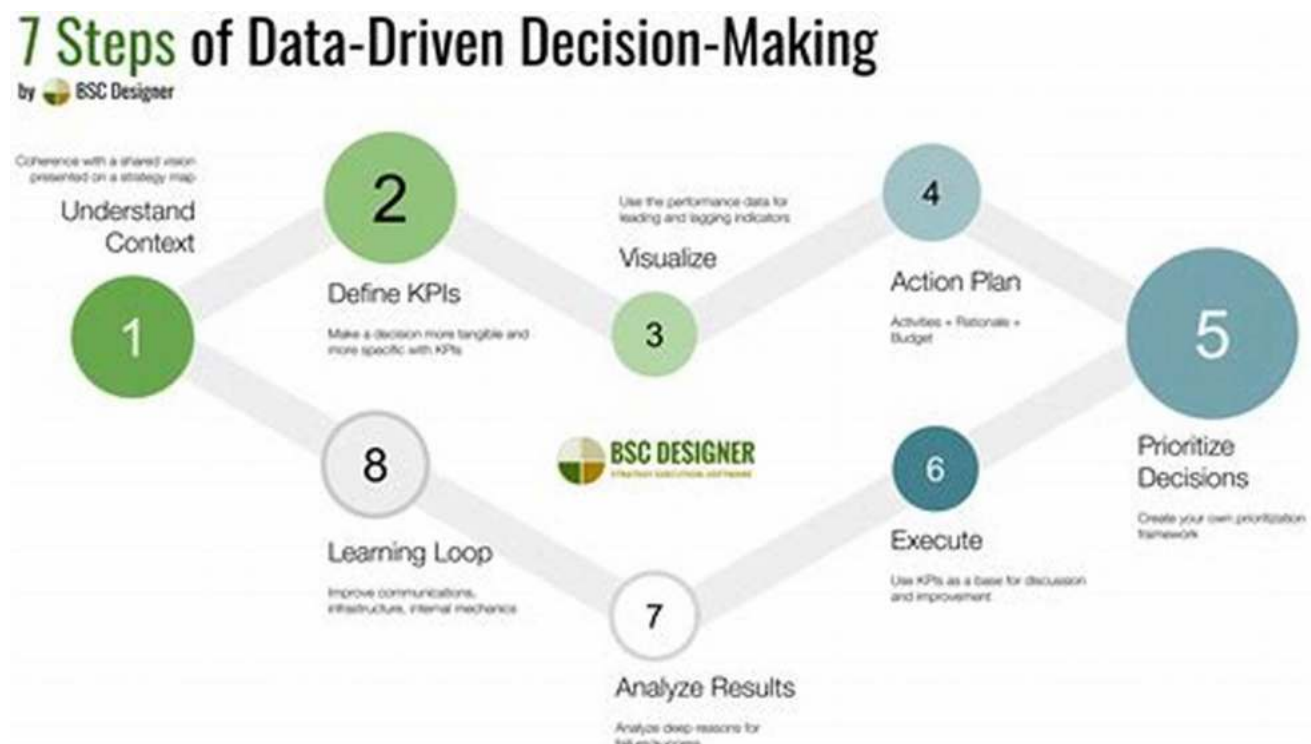 7 Steps of Data-Driven Decision-Making
by BSC Designer
Coherence with a shared vision
presented on a strategy map
Understand
Context
1
2
Define KPIs
Make a decision more tangible and
more specific with KPIs
Use the performance data for
leading and lagging indicators
Visualize
3
4
Action Plan
Activities + Rationale +
Budget
5
Prioritize
Decisions
Create your own prioritization
framework
6
Execute
Use KPIs as a base for discussion
and improvement
BSC DESIGNER
STRATEGY EXECUTION SOFTWARE
8
Learning Loop
Improve communications,
infrastructure, internal mechanics
7
Analyze Results
Analyze deep reasons for